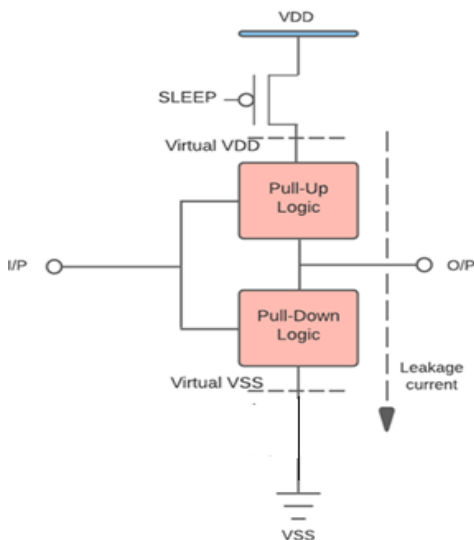 VDD
SLEEP
Virtual VDD
Pull-Up
Logic
I/P
O/P
Pull-Down
Logic
Leakage
current
Virtual VSS
VSS